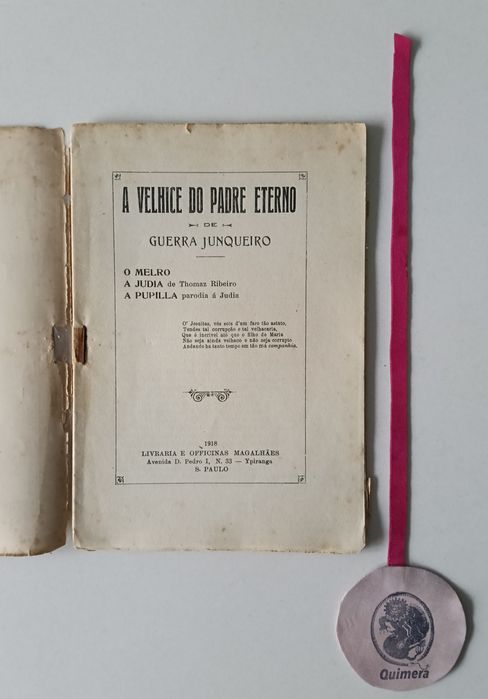 A VELHICE DO PADRE ETERNO
DE
GUERRA JUNQUEIRO
O MELRO
A JUDIA de Thomaz Ribeiro
A PUPILLA parodia á Judia
O' Jesuitas, vós sois d'um faro tão astuto,
Tendes tal corrupção e tal velhacaria,
Que é incrivel até que o filho de Maria
Não seja ainda velhaco e não seja corrupto
Andando ha tanto tempo em tão má companhia.
1918
LIVRARIA E OFFICINAS MAGALHÃES
Avenida D. Pedro I, N. 33 — Ypiranga
S. PAULO
Quimera